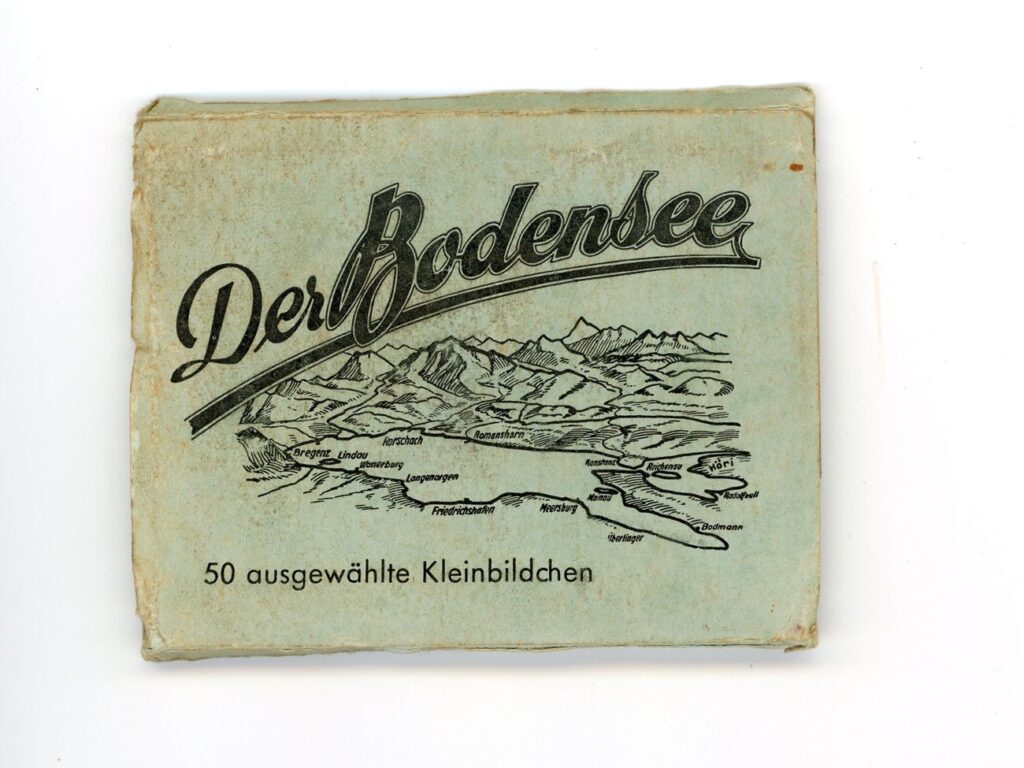 Der Bodensee
Rorschach
Romanshorn
Bregenz
Lindau
Wasserburg
Langenargen
Friedrichshafen
Meersburg
Konstanz
Reichenau
Höri
Radolfzell
Mainau
Bodmann
Überlingen
50 ausgewählte Kleinbildchen